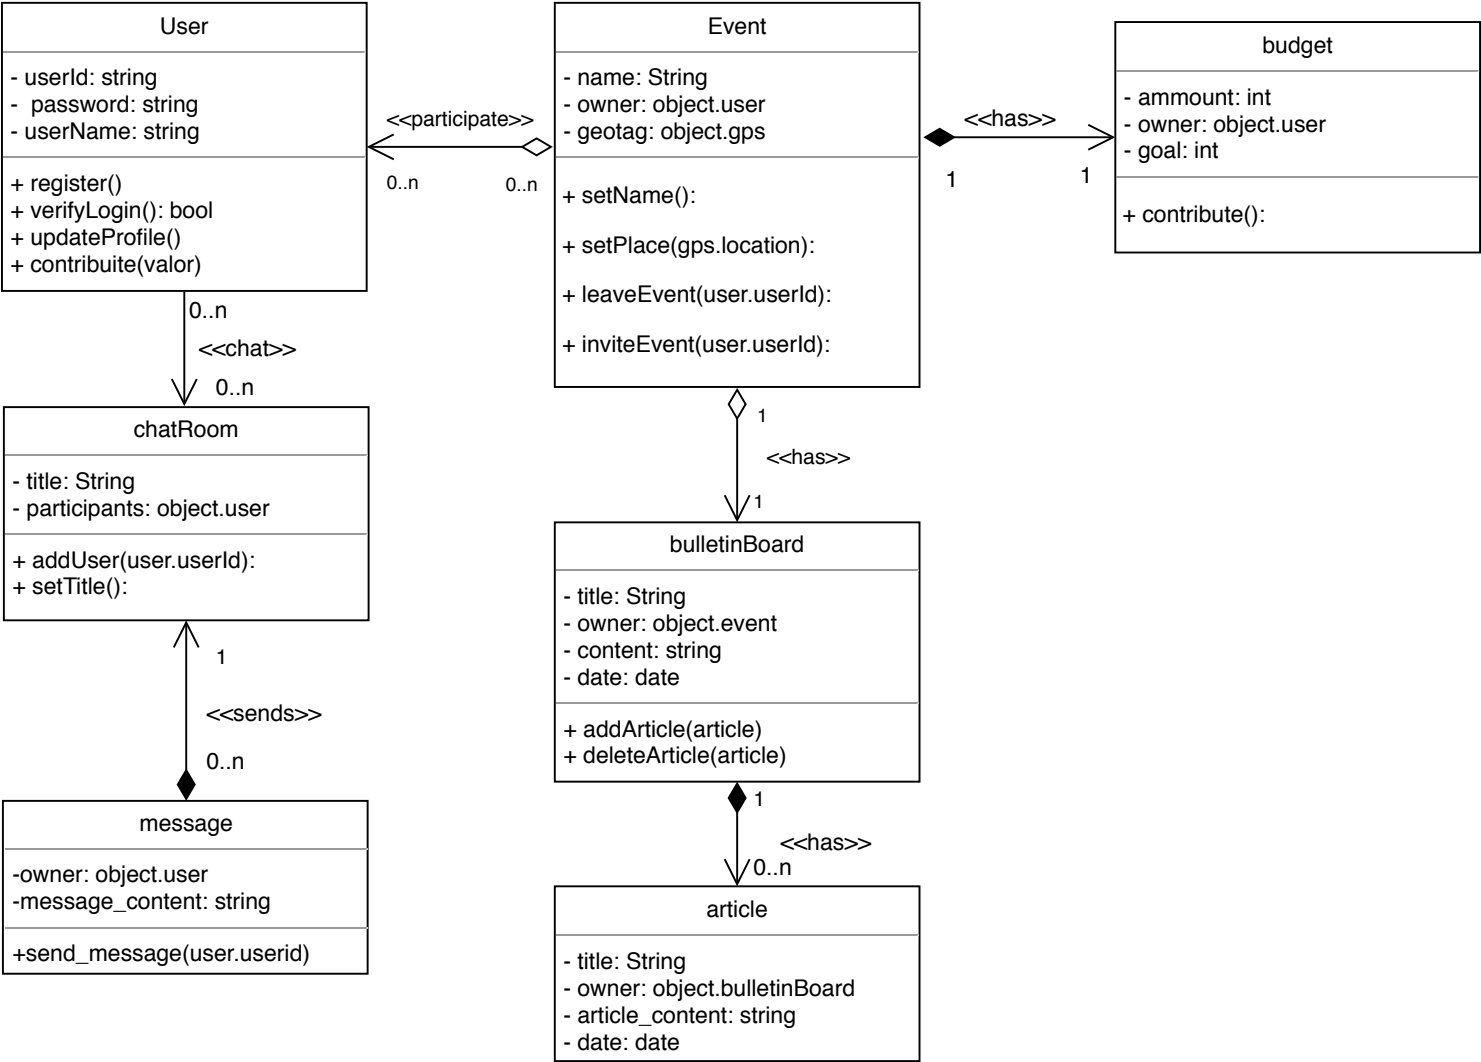 User
- userId: string
-  password: string
- userName: string
+ register()
+ verifyLogin(): bool
+ updateProfile()
+ contribuite(valor)
<<participate>>
0..n
0..n
Event
- name: String
- owner: object.user
- geotag: object.gps
+ setName():
+ setPlace(gps.location):
+ leaveEvent(user.userId):
+ inviteEvent(user.userId):
<<has>>
1
1
budget
- ammount: int
- owner: object.user
- goal: int
+ contribute():
0..n
<<chat>>
0..n
chatRoom
- title: String
- participants: object.user
+ addUser(user.userId):
+ setTitle():
1
<<sends>>
0..n
message
-owner: object.user
-message_content: string
+send_message(user.userid)
1
<<has>>
1
bulletinBoard
- title: String
- owner: object.event
- content: string
- date: date
+ addArticle(article)
+ deleteArticle(article)
1
<<has>>
0..n
article
- title: String
- owner: object.bulletinBoard
- article_content: string
- date: date